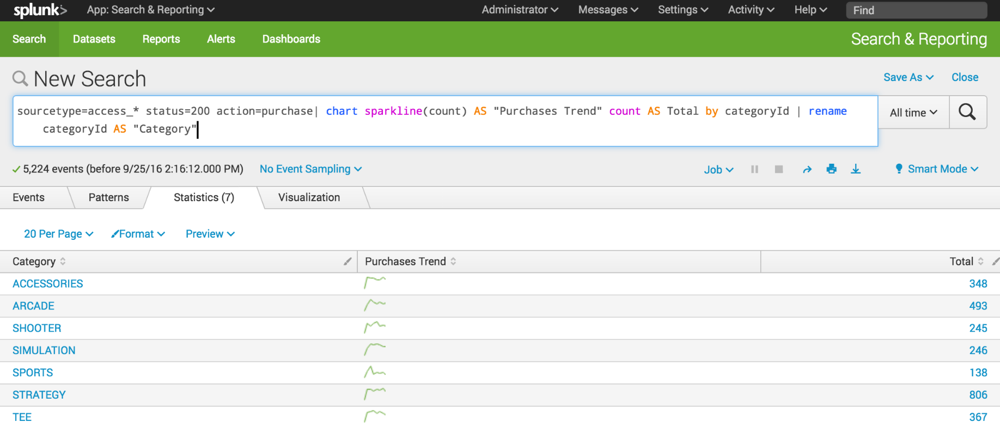 splunk> App: Search & Reporting Administrator Messages Settings Activity Help Find
Search Datasets Reports Alerts Dashboards Search & Reporting
New Search Save As Close
sourcetype=access_* status=200 action=purchase| chart sparkline(count) AS "Purchases Trend" count AS Total by categoryId | rename
categoryId AS "Category" All time
5,224 events (before 9/25/16 2:16:12.000 PM) No Event Sampling Job Smart Mode
Events Patterns Statistics (7) Visualization
20 Per Page Format Preview
Category Purchases Trend Total
ACCESSORIES 348
ARCADE 493
SHOOTER 245
SIMULATION 246
SPORTS 138
STRATEGY 806
TEE 367